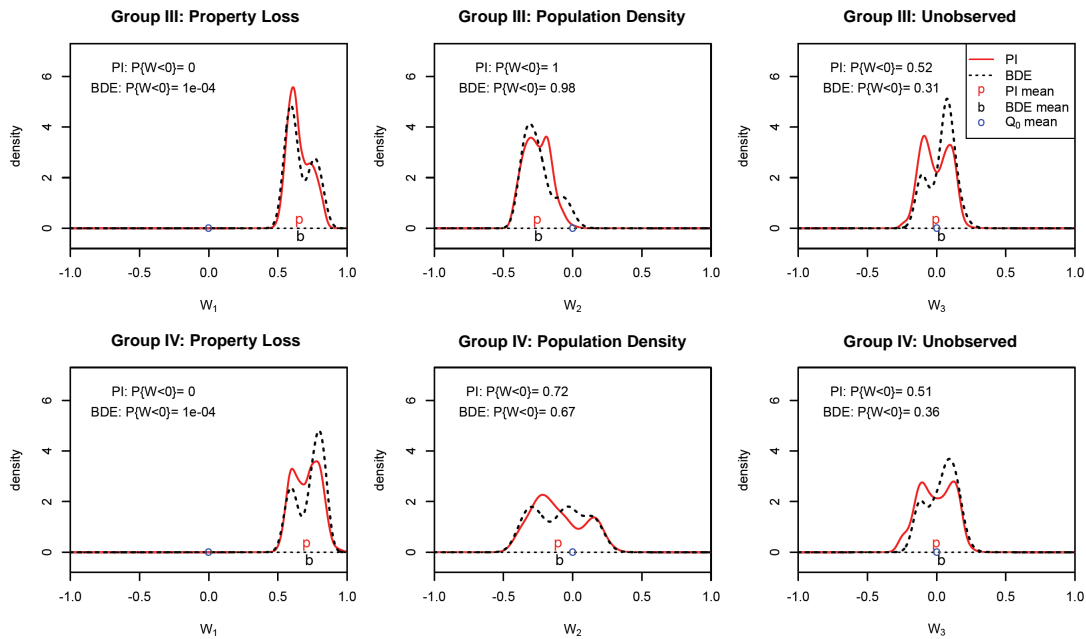 Group III: Property Loss
PI: P{W<0}= 0
BDE: P{W<0}= 1e-04
density
0 2 4 6
-1.0 -0.5 0.0 0.5 1.0
p
b
W1
Group III: Population Density
PI: P{W<0}= 1
BDE: P{W<0}= 0.98
density
0 2 4 6
-1.0 -0.5 0.0 0.5 1.0
p
b
W2
Group III: Unobserved
PI: P{W<0}= 0.52
BDE: P{W<0}= 0.31
PI
BDE
p PI mean
b BDE mean
o Q0 mean
density
0 2 4 6
-1.0 -0.5 0.0 0.5 1.0
p
b
W3
Group IV: Property Loss
PI: P{W<0}= 0
BDE: P{W<0}= 1e-04
density
0 2 4 6
-1.0 -0.5 0.0 0.5 1.0
p
b
W1
Group IV: Population Density
PI: P{W<0}= 0.72
BDE: P{W<0}= 0.67
density
0 2 4 6
-1.0 -0.5 0.0 0.5 1.0
p
b
W2
Group IV: Unobserved
PI: P{W<0}= 0.51
BDE: P{W<0}= 0.36
density
0 2 4 6
-1.0 -0.5 0.0 0.5 1.0
p
b
W3